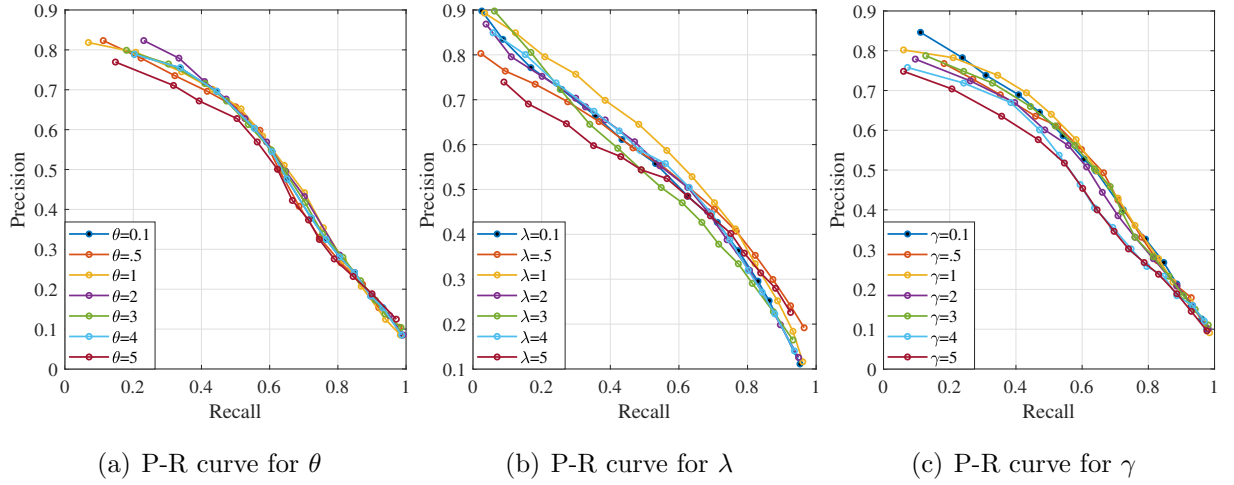 0.9
0.8
0.7
0.6
0.5
0.4
0.3
0.2
0.1
0
Precision
θ=0.1
θ=.5
θ=1
θ=2
θ=3
θ=4
θ=5
0 0.2 0.4 0.6 0.8 1
Recall
(a) P-R curve for θ
0.9
0.8
0.7
0.6
0.5
0.4
0.3
0.2
0.1
Precision
λ=0.1
λ=.5
λ=1
λ=2
λ=3
λ=4
λ=5
0 0.2 0.4 0.6 0.8 1
Recall
(b) P-R curve for λ
0.9
0.8
0.7
0.6
0.5
0.4
0.3
0.2
0.1
0
Precision
γ=0.1
γ=.5
γ=1
γ=2
γ=3
γ=4
γ=5
0 0.2 0.4 0.6 0.8 1
Recall
(c) P-R curve for γ